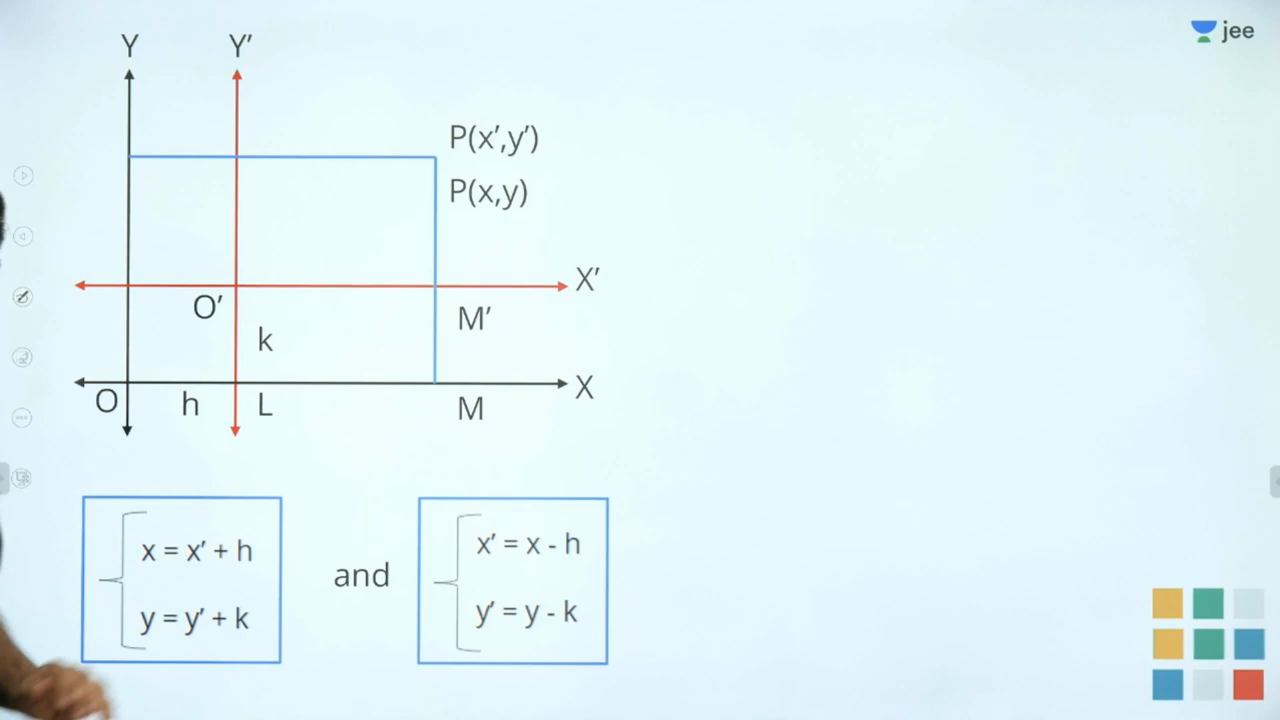 Y
Y’
jee
P(x’,y’)
P(x,y)
X’
O’
M’
k
X
O
h
L
M
x = x’ + h
y = y’ + k
and
x’ = x - h
y’ = y - k